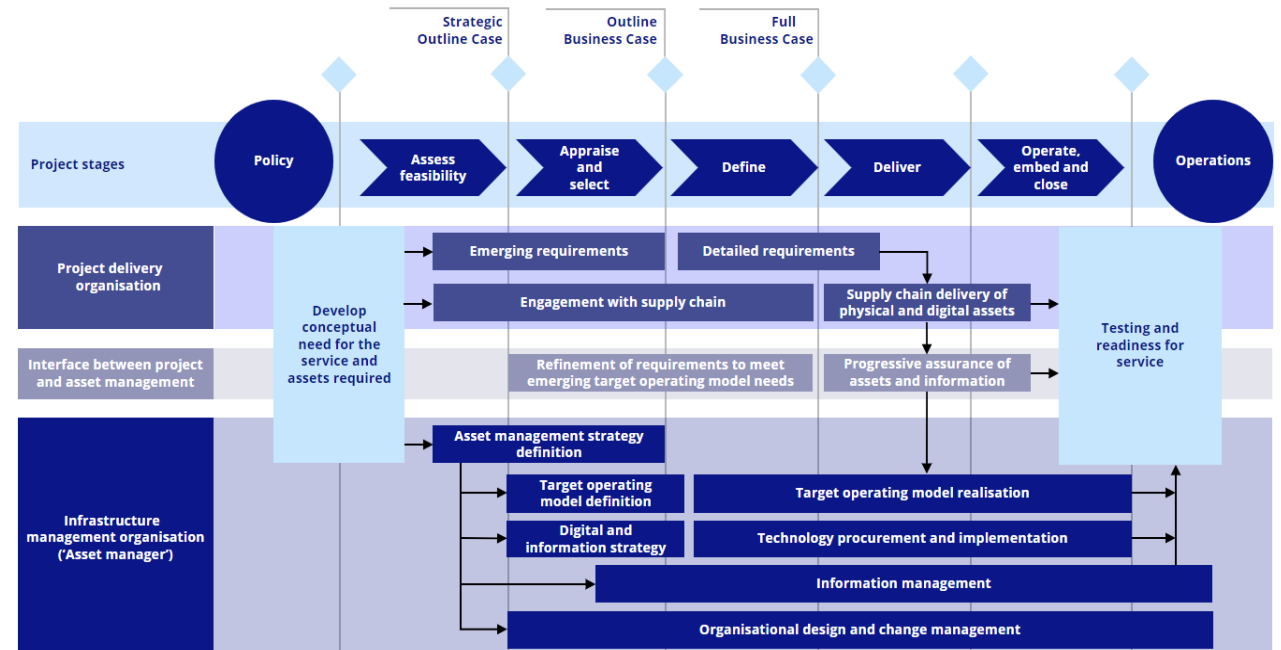 Strategic
Outline Case
Outline
Business Case
Full
Business Case
Project stages
Policy
Assess
feasibility
Appraise
and
select
Define
Deliver
Operate,
embed and
close
Operations
Project delivery
organisation
Develop
conceptual
need for the
service and
assets required
Emerging requirements
Detailed requirements
Engagement with supply chain
Supply chain delivery of
physical and digital assets
Testing and
readiness for
service
Interface between project
and asset management
Refinement of requirements to meet
emerging target operating model needs
Progressive assurance of
assets and information
Infrastructure
management organisation
(‘Asset manager’)
Asset management strategy
definition
Target operating
model definition
Target operating model realisation
Digital and
information strategy
Technology procurement and implementation
Information management
Organisational design and change management